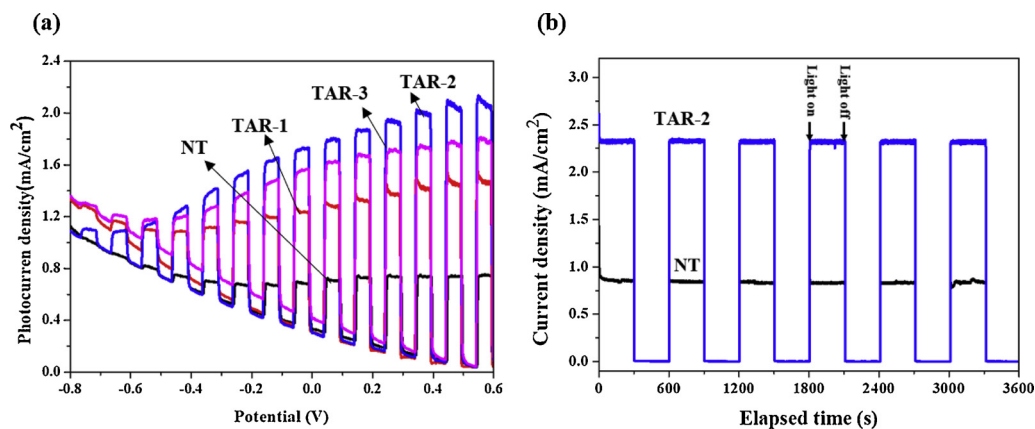 (a)
Photocurren density(mA/cm²)
2.4
2.0
1.6
1.2
0.8
0.4
0.0
-0.8
-0.6
-0.4
-0.2
0.0
0.2
0.4
0.6
Potential (V)
NT
TAR-1
TAR-3
TAR-2
(b)
Current density (mA/cm²)
3.0
2.5
2.0
1.5
1.0
0.5
0.0
0
600
1200
1800
2400
3000
3600
Elapsed time (s)
TAR-2
NT
Light on
Light off